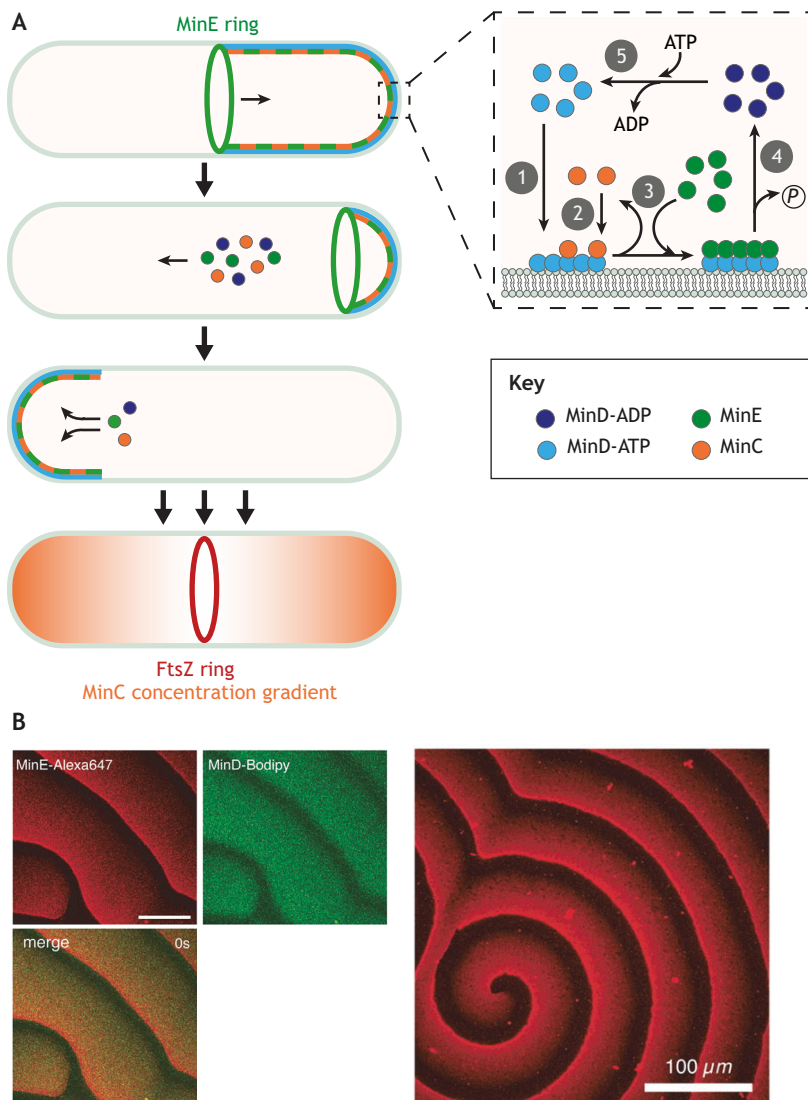 A
MinE ring
ATP
5
ADP
1
2
3
4
P
Key
MinD-ADP
MinE
MinD-ATP
MinC
FtsZ ring
MinC concentration gradient
B
MinE-Alexa647
MinD-Bodipy
merge
0s
100 µm